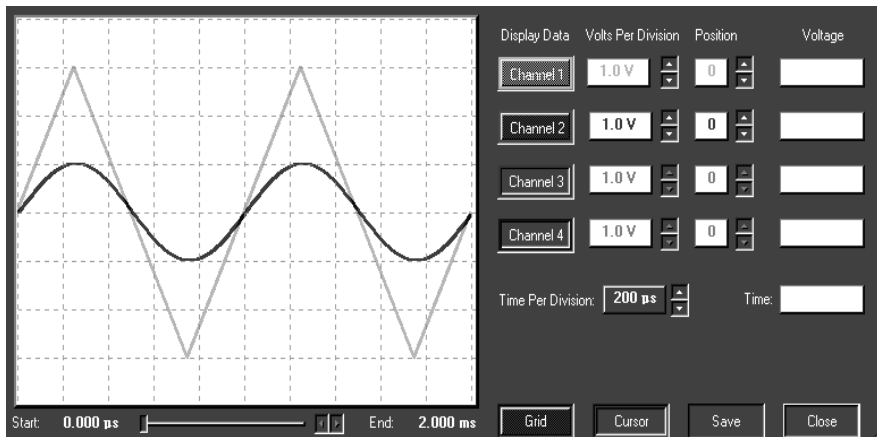 Display Data Volts Per Division Position Voltage
Channel 1 1.0 V 0
Channel 2 1.0 V 0
Channel 3 1.0 V 0
Channel 4 1.0 V 0
Time Per Division: 200 µs Time:
Start: 0.000 µs End: 2.000 ms Grid Cursor Save Close